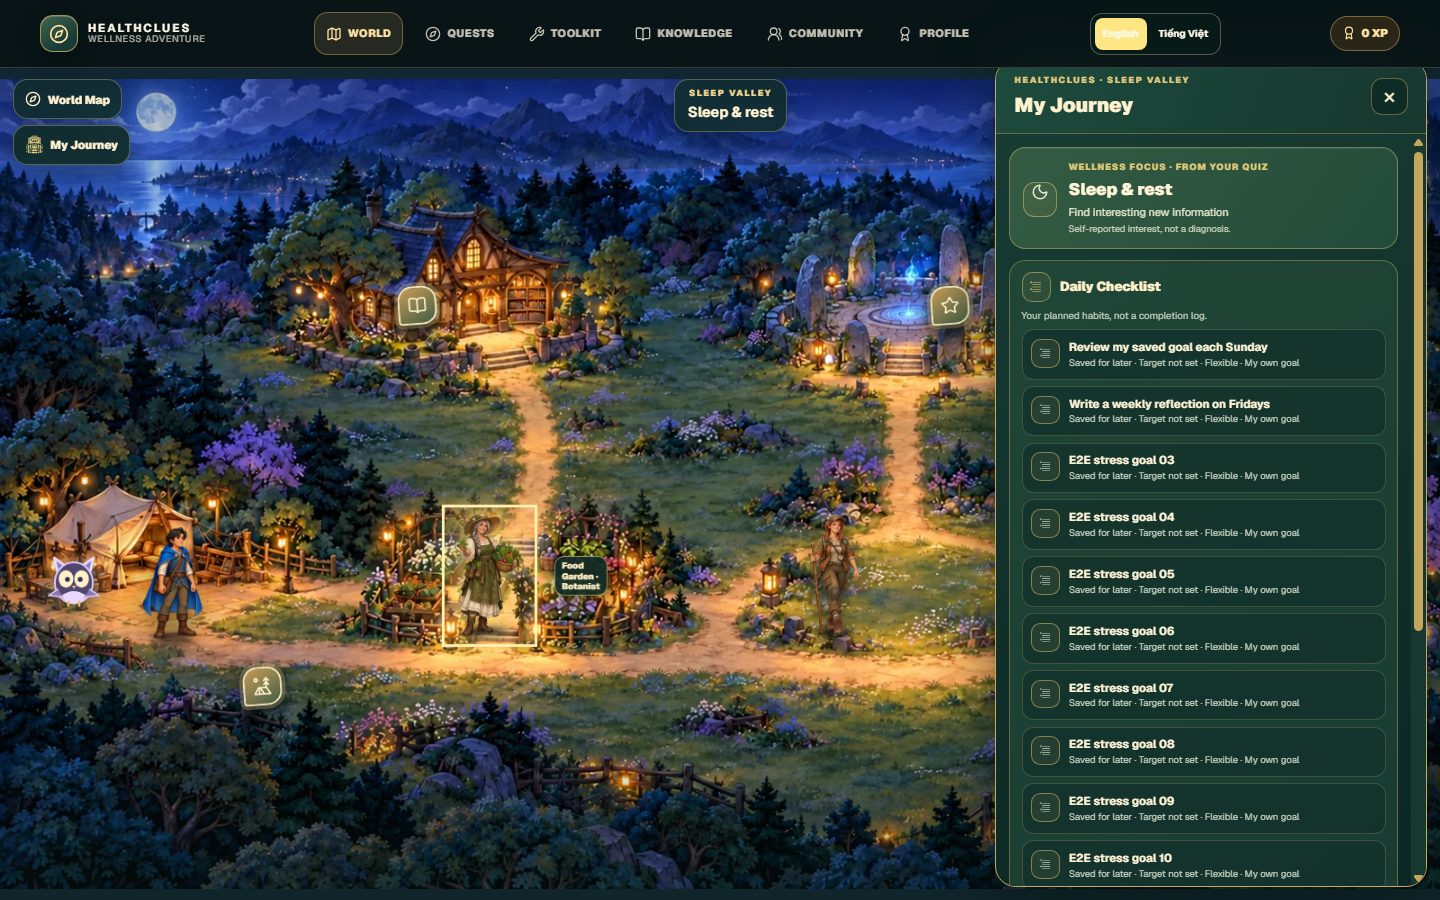 HEALTHCLUES
WELLNESS ADVENTURE
WORLD
QUESTS
TOOLKIT
KNOWLEDGE
COMMUNITY
PROFILE
English
Tiếng Việt
0 XP
World Map
My Journey
SLEEP VALLEY
Sleep & rest
Food
Garden ·
Botanist
HEALTHCLUES · SLEEP VALLEY
My Journey
WELLNESS FOCUS · FROM YOUR QUIZ
Sleep & rest
Find interesting new information
Self-reported interest, not a diagnosis.
Daily Checklist
Your planned habits, not a completion log.
Review my saved goal each Sunday
Saved for later · Target not set · Flexible · My own goal
Write a weekly reflection on Fridays
Saved for later · Target not set · Flexible · My own goal
E2E stress goal 03
Saved for later · Target not set · Flexible · My own goal
E2E stress goal 04
Saved for later · Target not set · Flexible · My own goal
E2E stress goal 05
Saved for later · Target not set · Flexible · My own goal
E2E stress goal 06
Saved for later · Target not set · Flexible · My own goal
E2E stress goal 07
Saved for later · Target not set · Flexible · My own goal
E2E stress goal 08
Saved for later · Target not set · Flexible · My own goal
E2E stress goal 09
Saved for later · Target not set · Flexible · My own goal
E2E stress goal 10
Saved for later · Target not set · Flexible · My own goal